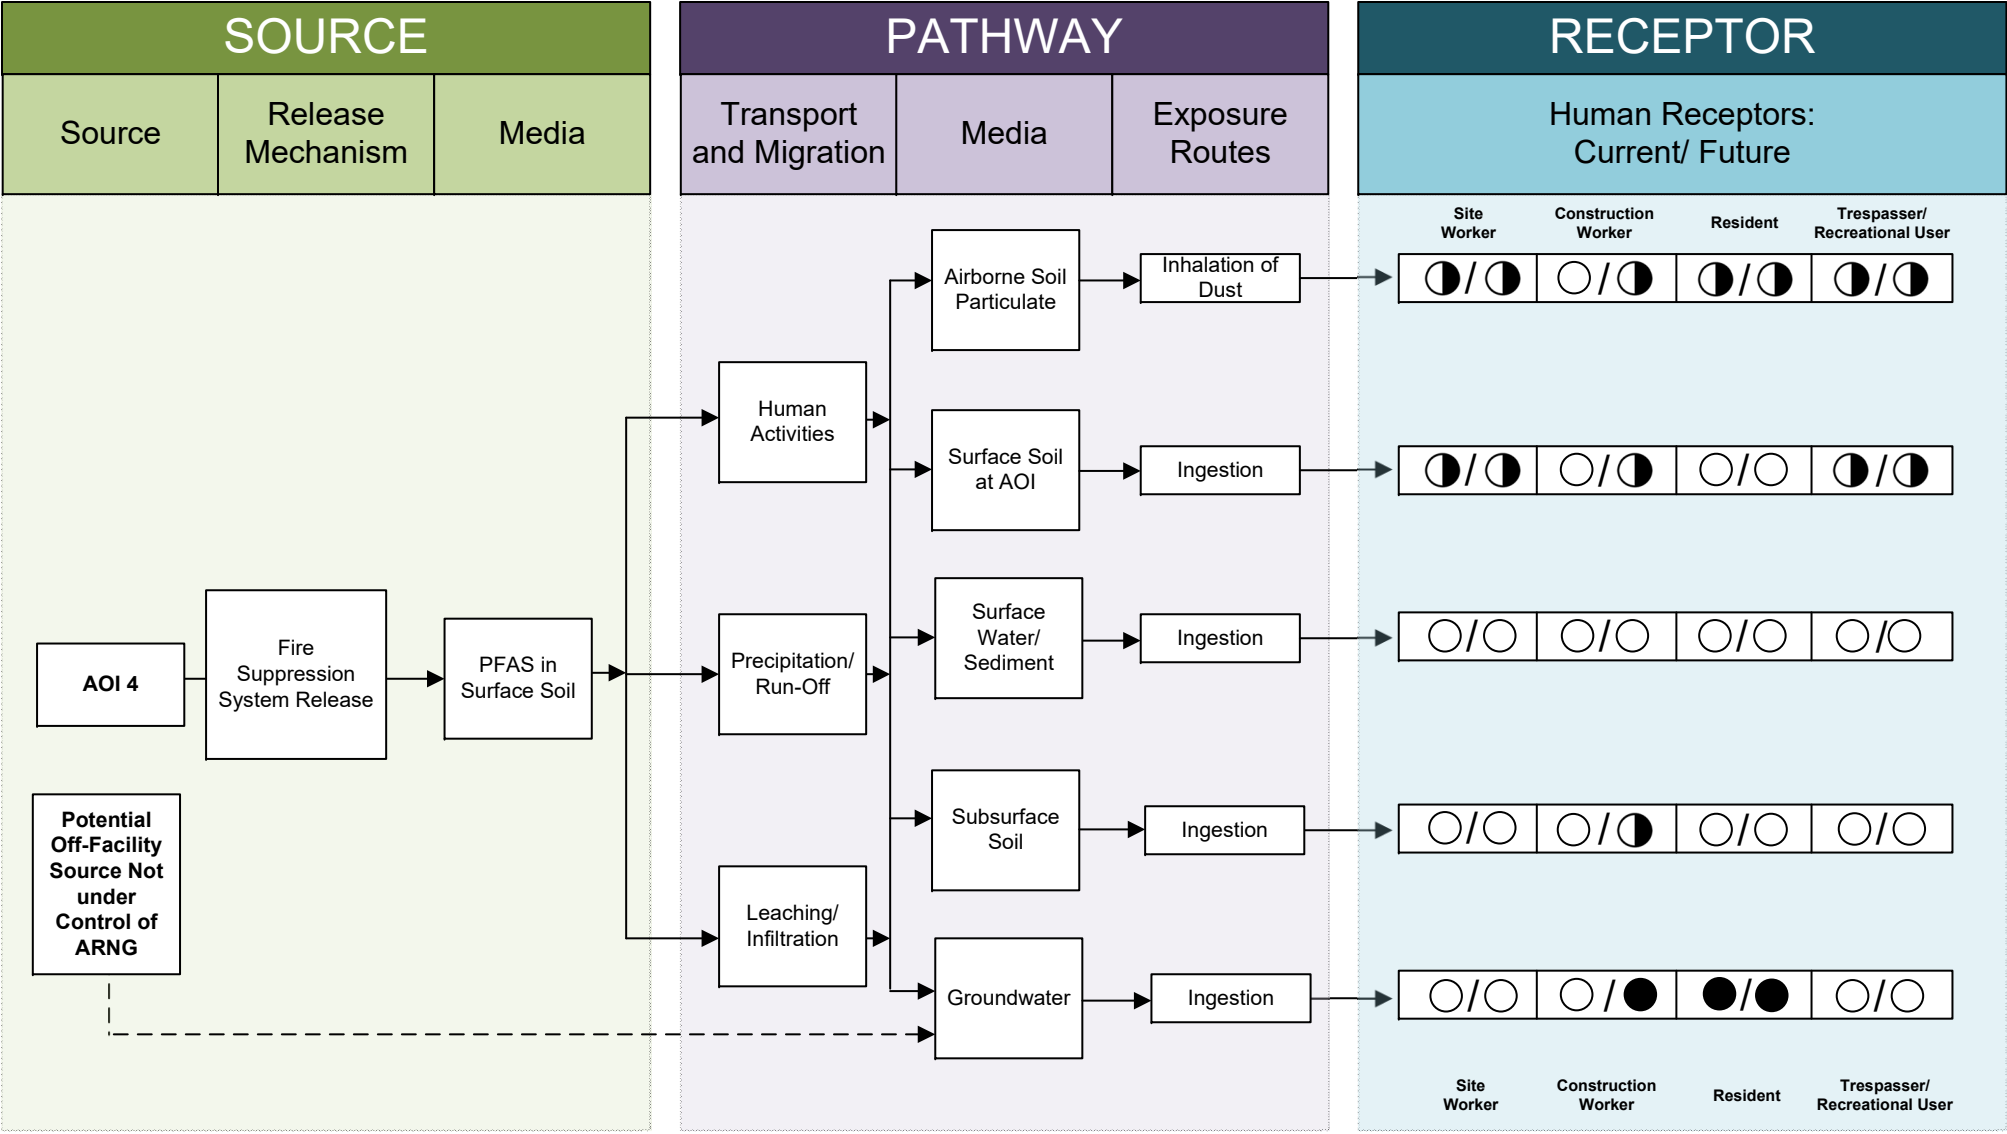 SOURCE
PATHWAY
RECEPTOR
Source
Release
Mechanism
Media
Transport
and Migration
Media
Exposure
Routes
Human Receptors:
Current/ Future
Site
Worker
Construction
Worker
Resident
Trespasser/
Recreational User
Airborne Soil
Particulate
Inhalation of
Dust
/
/
/
/
Human
Activities
Surface Soil
at AOI
Ingestion
/
/
/
/
AOI 4
Fire
Suppression
System Release
PFAS in
Surface Soil
Precipitation/
Run-Off
Surface
Water/
Sediment
Ingestion
/
/
/
/
Potential
Off-Facility
Source Not
under
Control of
ARNG
Subsurface
Soil
Ingestion
/
/
/
/
Leaching/
Infiltration
Groundwater
Ingestion
/
/
/
/
Site
Worker
Construction
Worker
Resident
Trespasser/
Recreational User